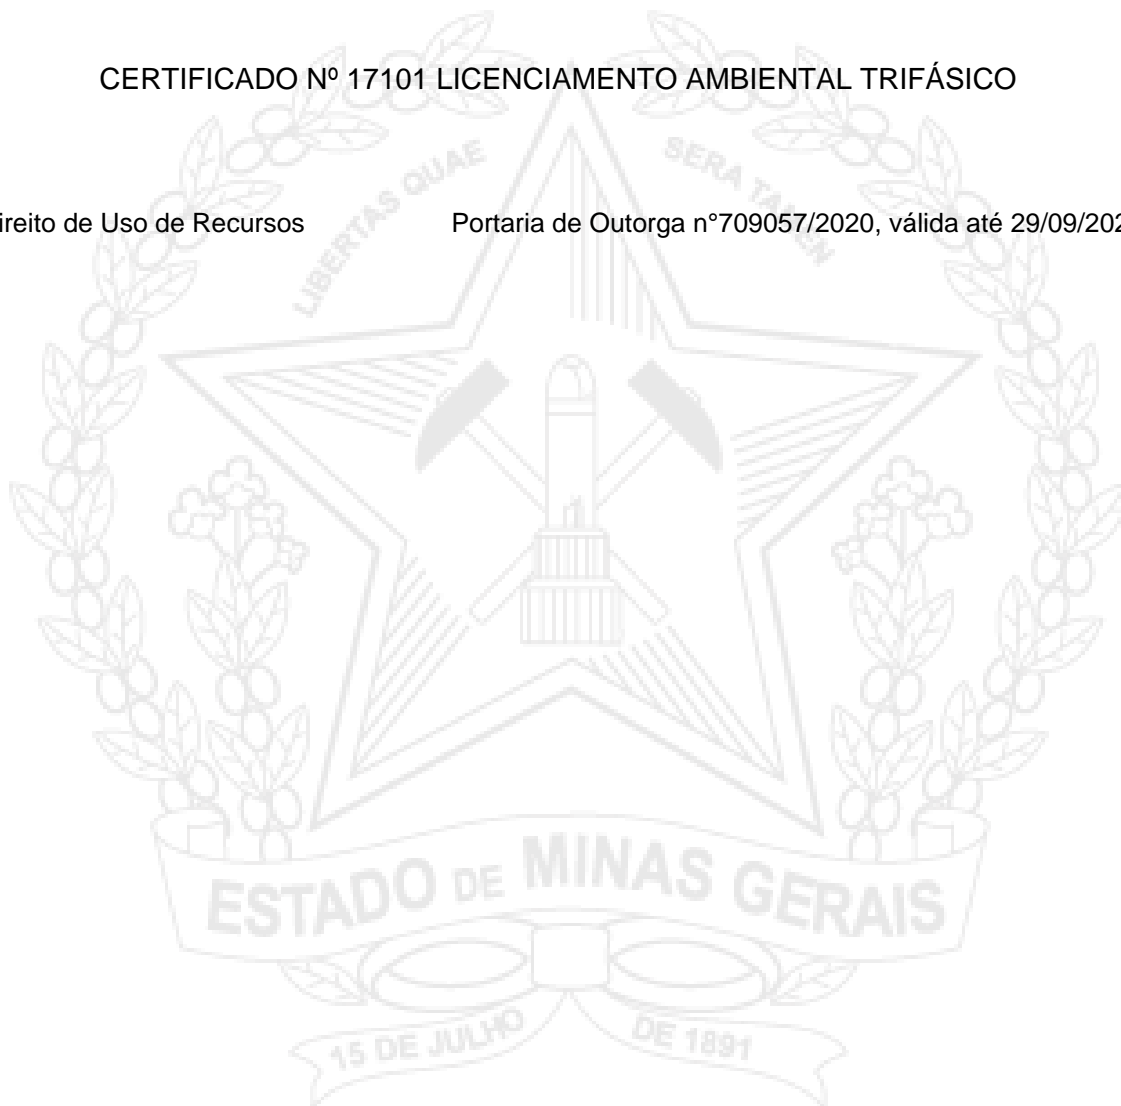 CERTIFICADO Nº 17101 LICENCIAMENTO AMBIENTAL TRIFÁSICO
LIBERTAS QUAE SERA TAMEN
ireito de Uso de Recursos Portaria de Outorga n°709057/2020, válida até 29/09/202
ESTADO DE MINAS GERAIS
15 DE JULHO DE 1891